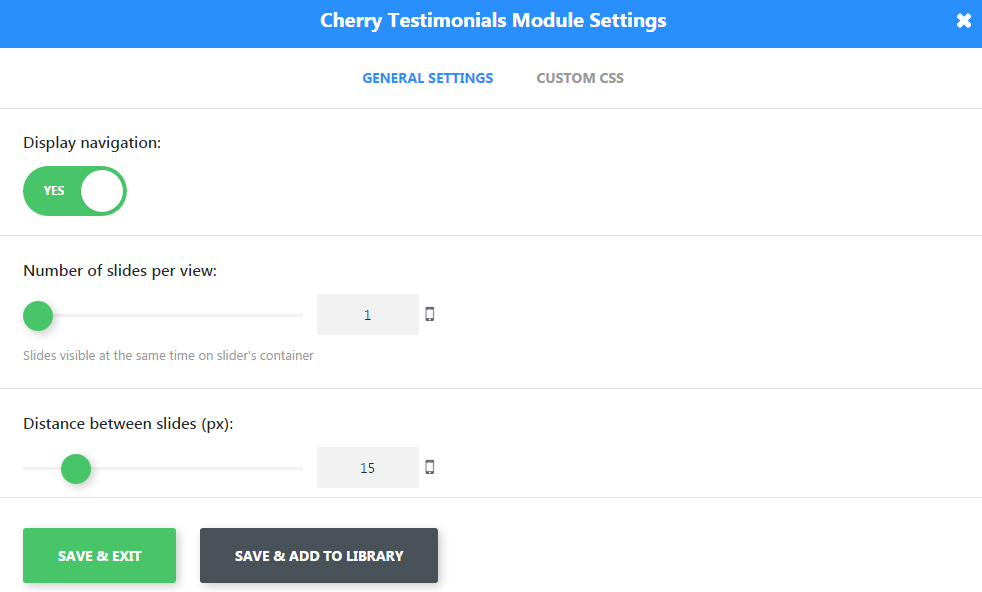 Cherry Testimonials Module Settings
GENERAL SETTINGS
CUSTOM CSS
Display navigation:
YES
Number of slides per view:
1
Slides visible at the same time on slider's container
Distance between slides (px):
15
SAVE & EXIT
SAVE & ADD TO LIBRARY